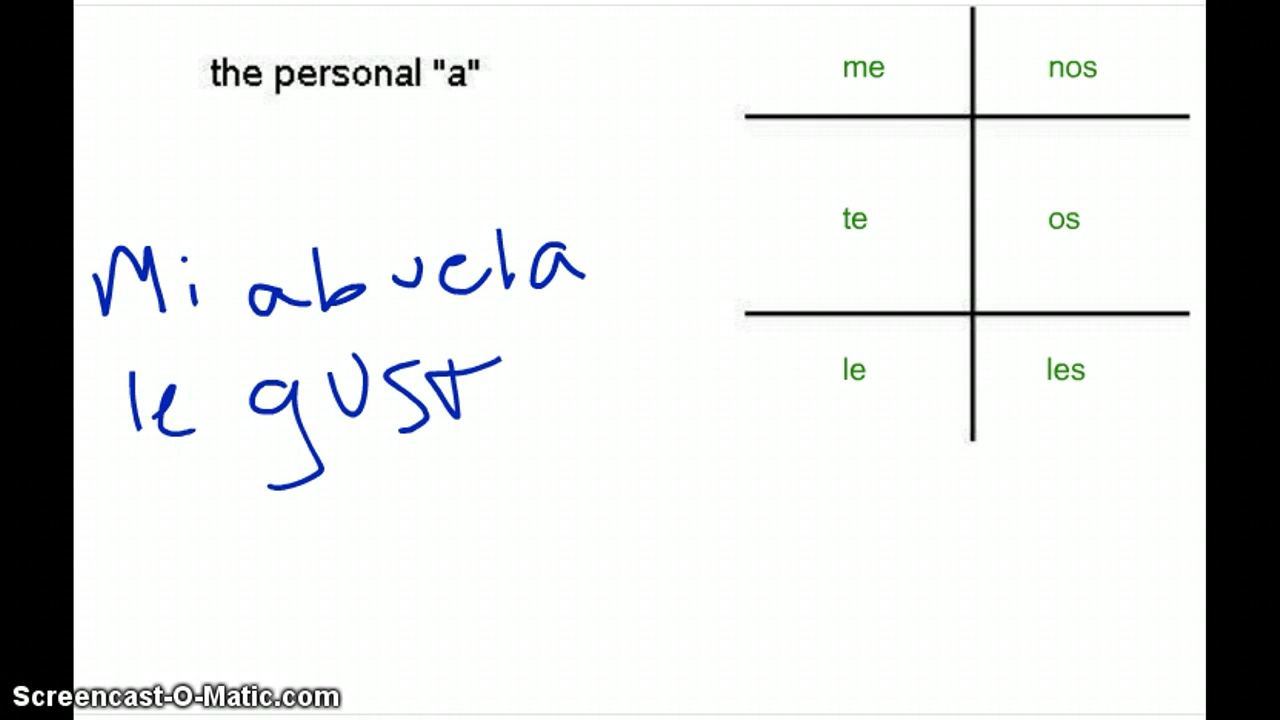 the personal "a"
me nos
te os
le les
Mi abuela
le gust
Screencast-O-Matic.com